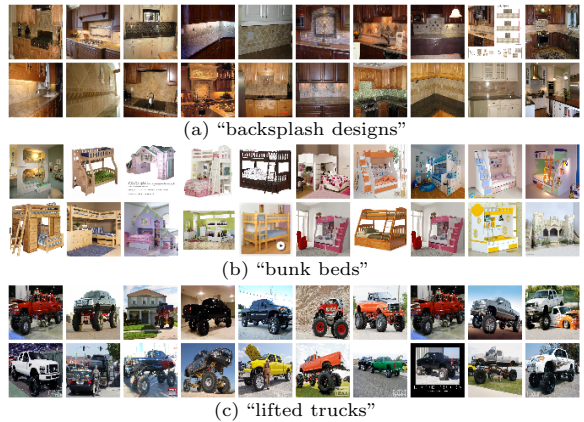 (a) “backsplash designs”
(b) “bunk beds”
(c) “lifted trucks”